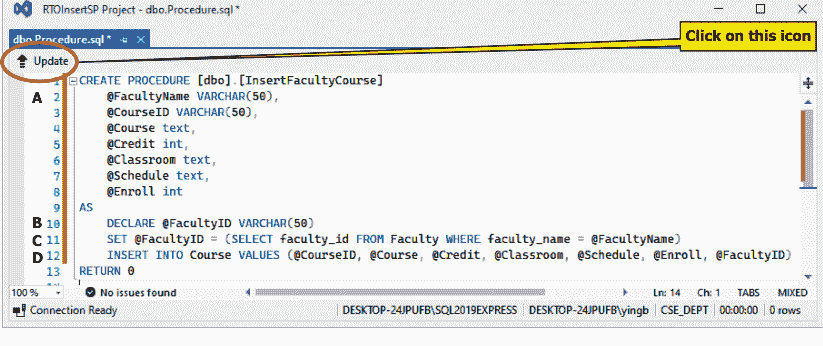 RTOInsertSP Project - dbo.Procedure.sql *
dbo.Procedure.sql *
Click on this icon
Update
1 CREATE PROCEDURE [dbo].[InsertFacultyCourse]
A 2 @FacultyName VARCHAR(50),
3 @CourseID VARCHAR(50),
4 @Course text,
5 @Credit int,
6 @Classroom text,
7 @Schedule text,
8 @Enroll int
9 AS
B 10 DECLARE @FacultyID VARCHAR(50)
C 11 SET @FacultyID = (SELECT faculty_id FROM Faculty WHERE faculty_name = @FacultyName)
D 12 INSERT INTO Course VALUES (@CourseID, @Course, @Credit, @Classroom, @Schedule, @Enroll, @FacultyID)
13 RETURN 0
14
100 % No issues found Ln: 14 Ch: 1 TABS MIXED
Connection Ready DESKTOP-24JPUFB\SQL2019EXPRESS DESKTOP-24JPUFB\yingb CSE_DEPT 00:00:00 0 rows